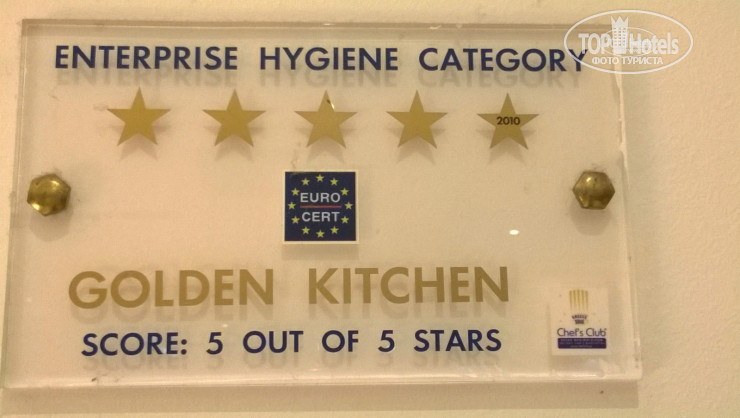 TOP Hotels
ФОТО ТУРИСТА
ENTERPRISE HYGIENE CATEGORY
2010
EURO
CERT
GOLDEN KITCHEN
Chef's Club
SCORE: 5 OUT OF 5 STARS